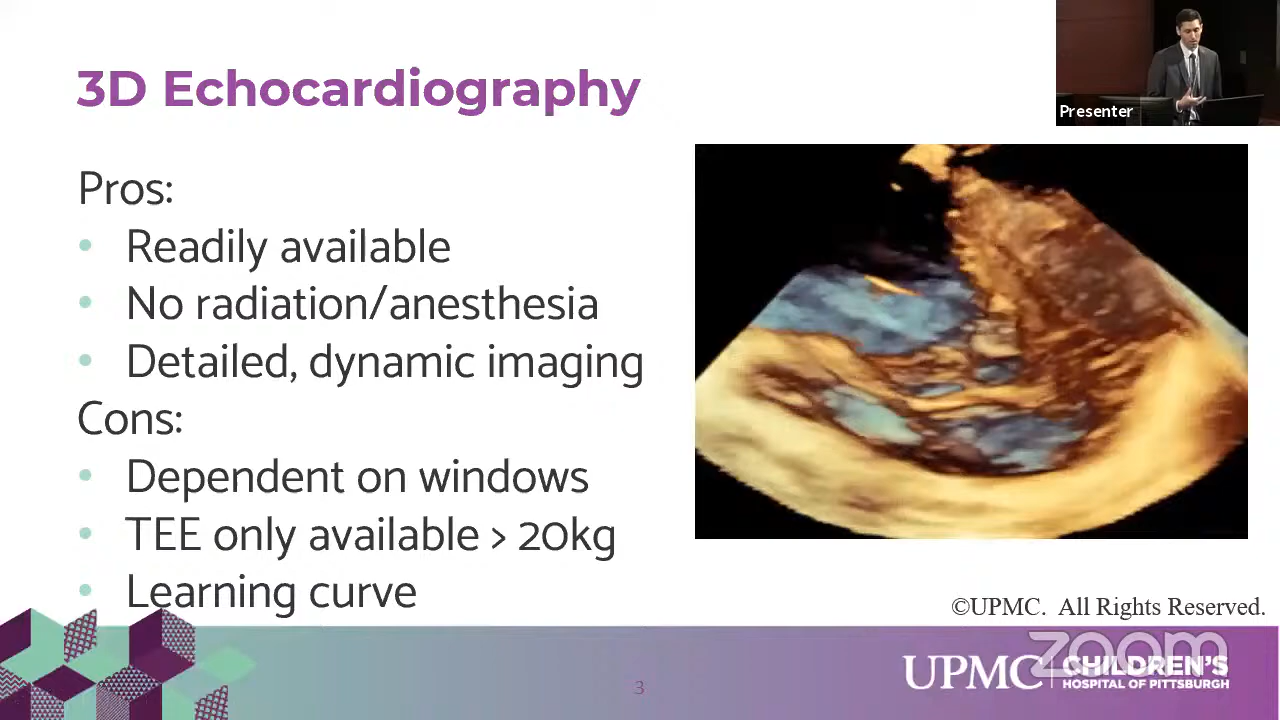 3D Echocardiography
Presenter
Pros:
• Readily available
• No radiation/anesthesia
• Detailed, dynamic imaging
Cons:
• Dependent on windows
• TEE only available > 20kg
• Learning curve
©UPMC. All Rights Reserved.
zoom
UPMC CHILDREN'S
HOSPITAL OF PITTSBURGH
3